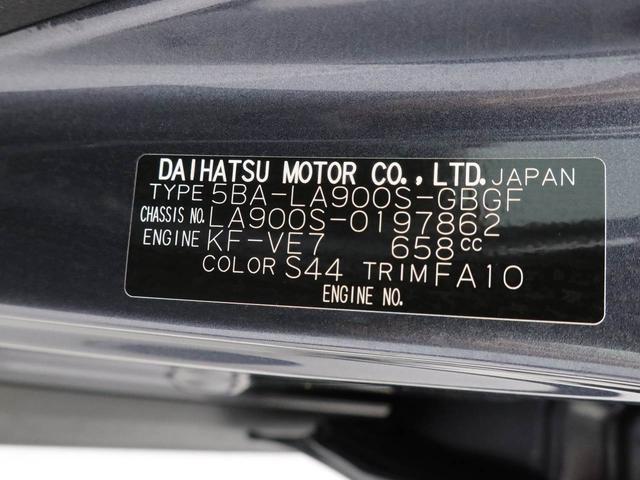 DAIHATSU MOTOR CO., LTD. JAPAN
TYPE 5BA-LA900S-GBGF
CHASSIS NO. LA900S-0197862
ENGINE KF-VE7 658cc
COLOR S44 TRIM FA10
ENGINE NO.